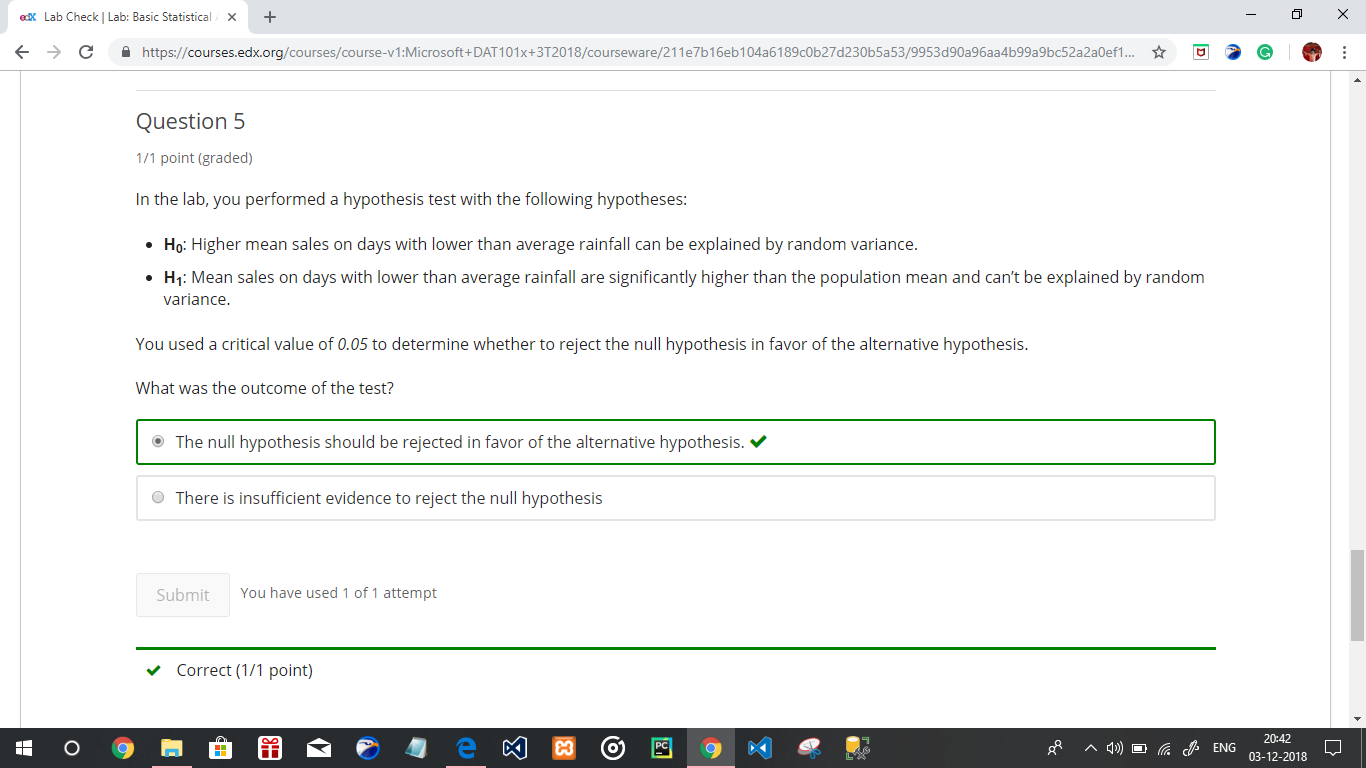 edX Lab Check | Lab: Basic Statistical
https://courses.edx.org/courses/course-v1:Microsoft+DAT101x+3T2018/courseware/211e7b16eb104a6189c0b27d230b5a53/9953d90a96aa4b99a9bc52a2a0ef1...
Question 5
1/1 point (graded)
In the lab, you performed a hypothesis test with the following hypotheses:
• H0: Higher mean sales on days with lower than average rainfall can be explained by random variance.
• H1: Mean sales on days with lower than average rainfall are significantly higher than the population mean and can’t be explained by random
variance.
You used a critical value of 0.05 to determine whether to reject the null hypothesis in favor of the alternative hypothesis.
What was the outcome of the test?
The null hypothesis should be rejected in favor of the alternative hypothesis.
There is insufficient evidence to reject the null hypothesis
Submit You have used 1 of 1 attempt
Correct (1/1 point)
PC ENG 20:42
03-12-2018